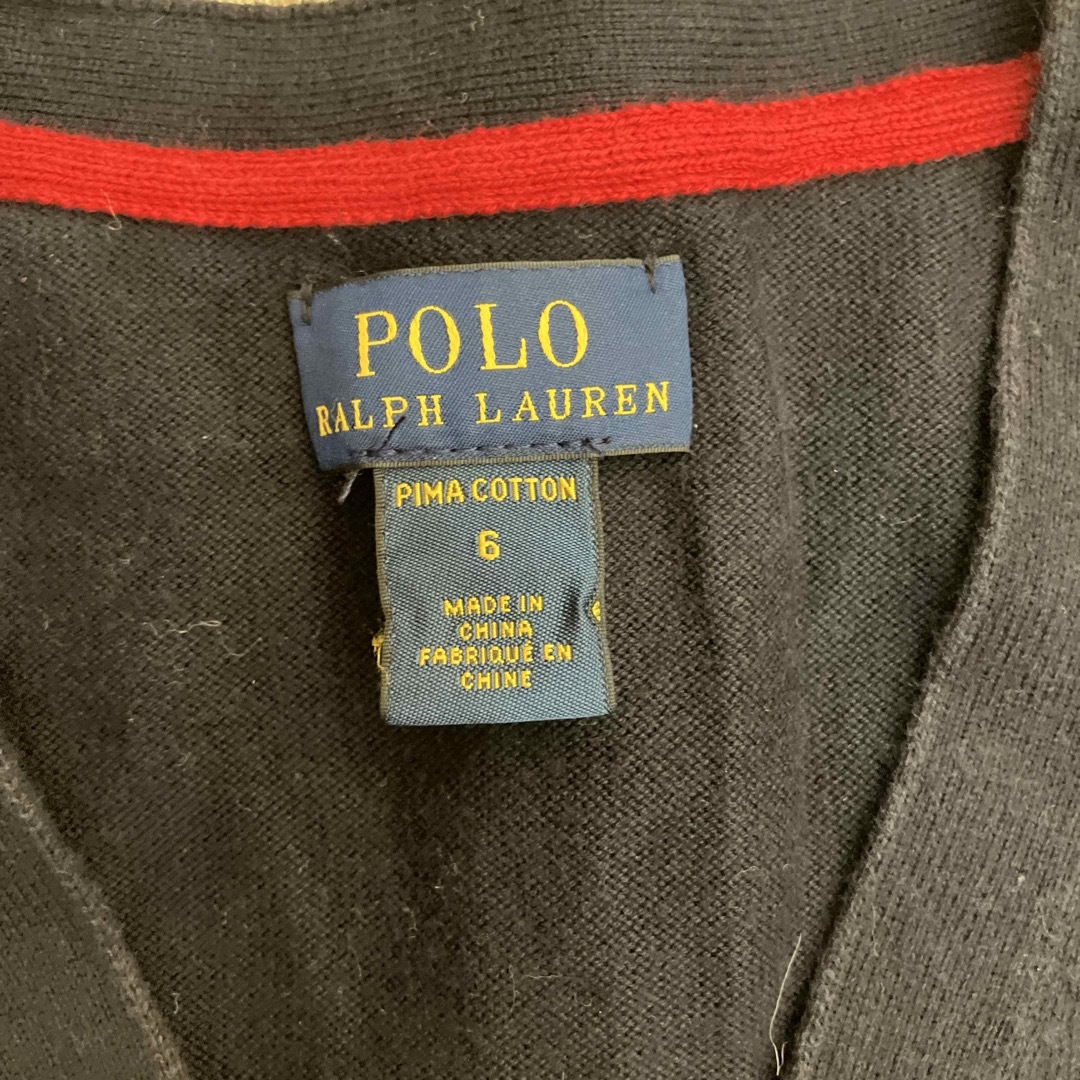 POLO
RALPH LAUREN
PIMA COTTON
6
MADE IN
CHINA
FABRIQUÉ EN
CHINE